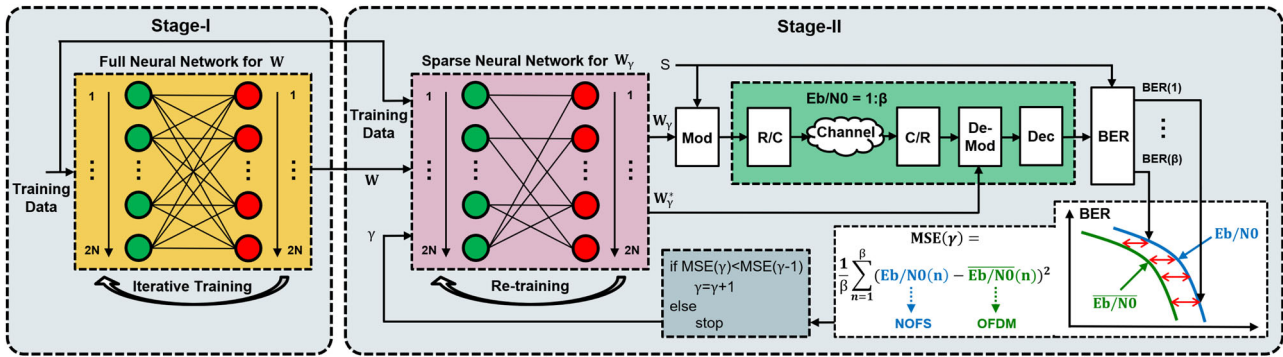 Stage-I
Full Neural Network for W
1
1
⋮
⋮
2N
2N
Training
Data
Iterative Training
Stage-II
Sparse Neural Network for Wγ
Training
Data
W
γ
1
1
⋮
⋮
2N
2N
Re-training
Wγ
Wγ*
S
Mod
Eb/N0 = 1:β
R/C
Channel
C/R
De-
Mod
Dec
BER
BER(1)
⋮
BER(β)
if MSE(γ)<MSE(γ-1)
γ=γ+1
else
stop
MSE(γ) =
1/β ∑_{n=1}^{β} (Eb/N0(n) − \overline{Eb/N0}(n))²
NOFS
OFDM
BER
Eb/N0
\overline{Eb/N0}